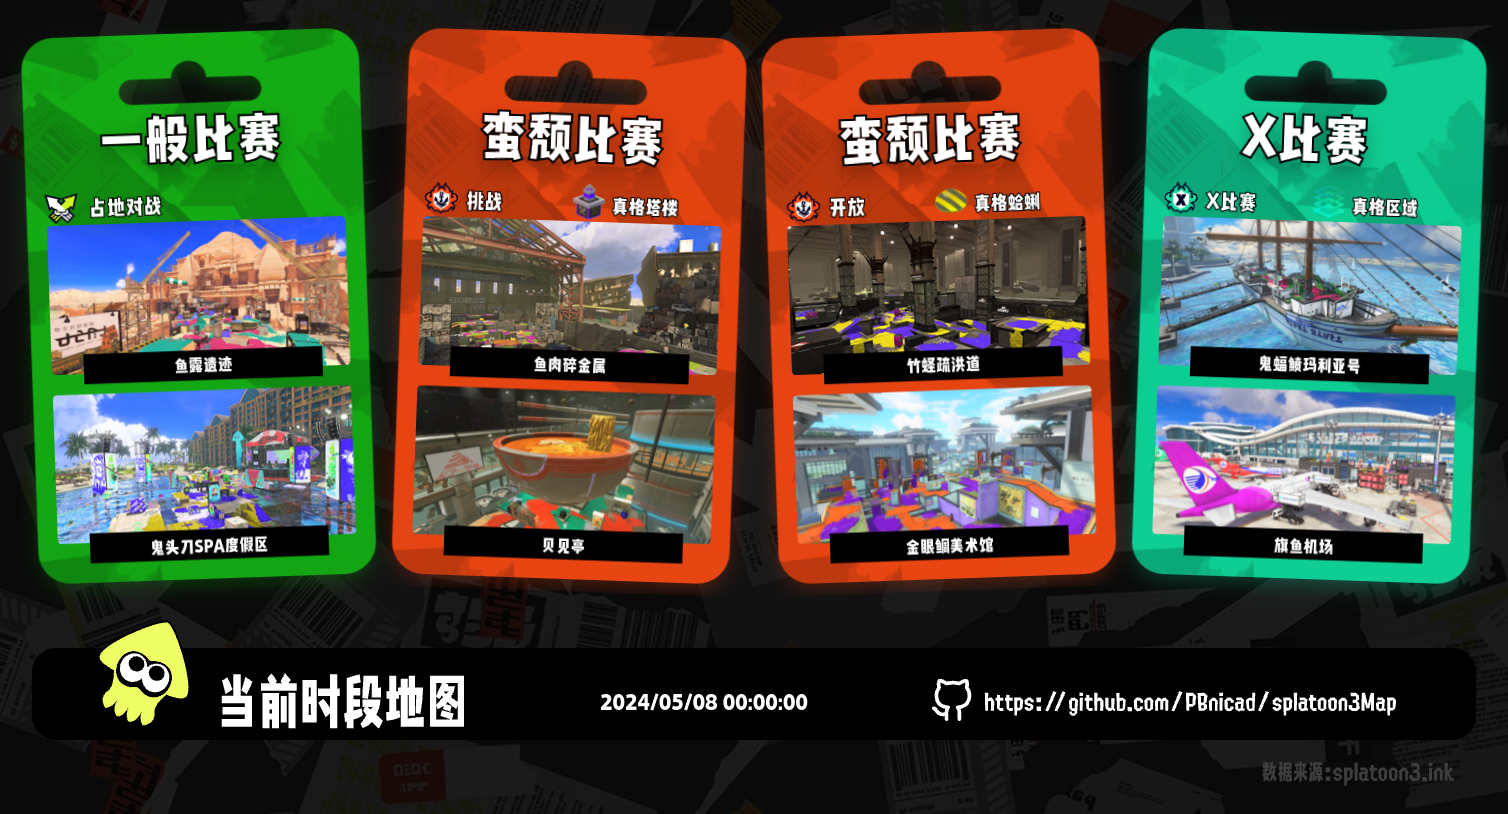 一般比赛
占地对战
鱼露遗迹
鬼头刀SPA度假区
蛮颓比赛
挑战
真格塔楼
鱼肉碎金属
贝见亭
蛮颓比赛
开放
真格蛤蜊
竹蛏疏洪道
金眼鲷美术馆
X比赛
X比赛
真格区域
鬼蝠鲼玛利亚号
旗鱼机场
当前时段地图
2024/05/08 00:00:00
https://github.com/PBnicad/splatoon3Map
数据来源:splatoon3.ink